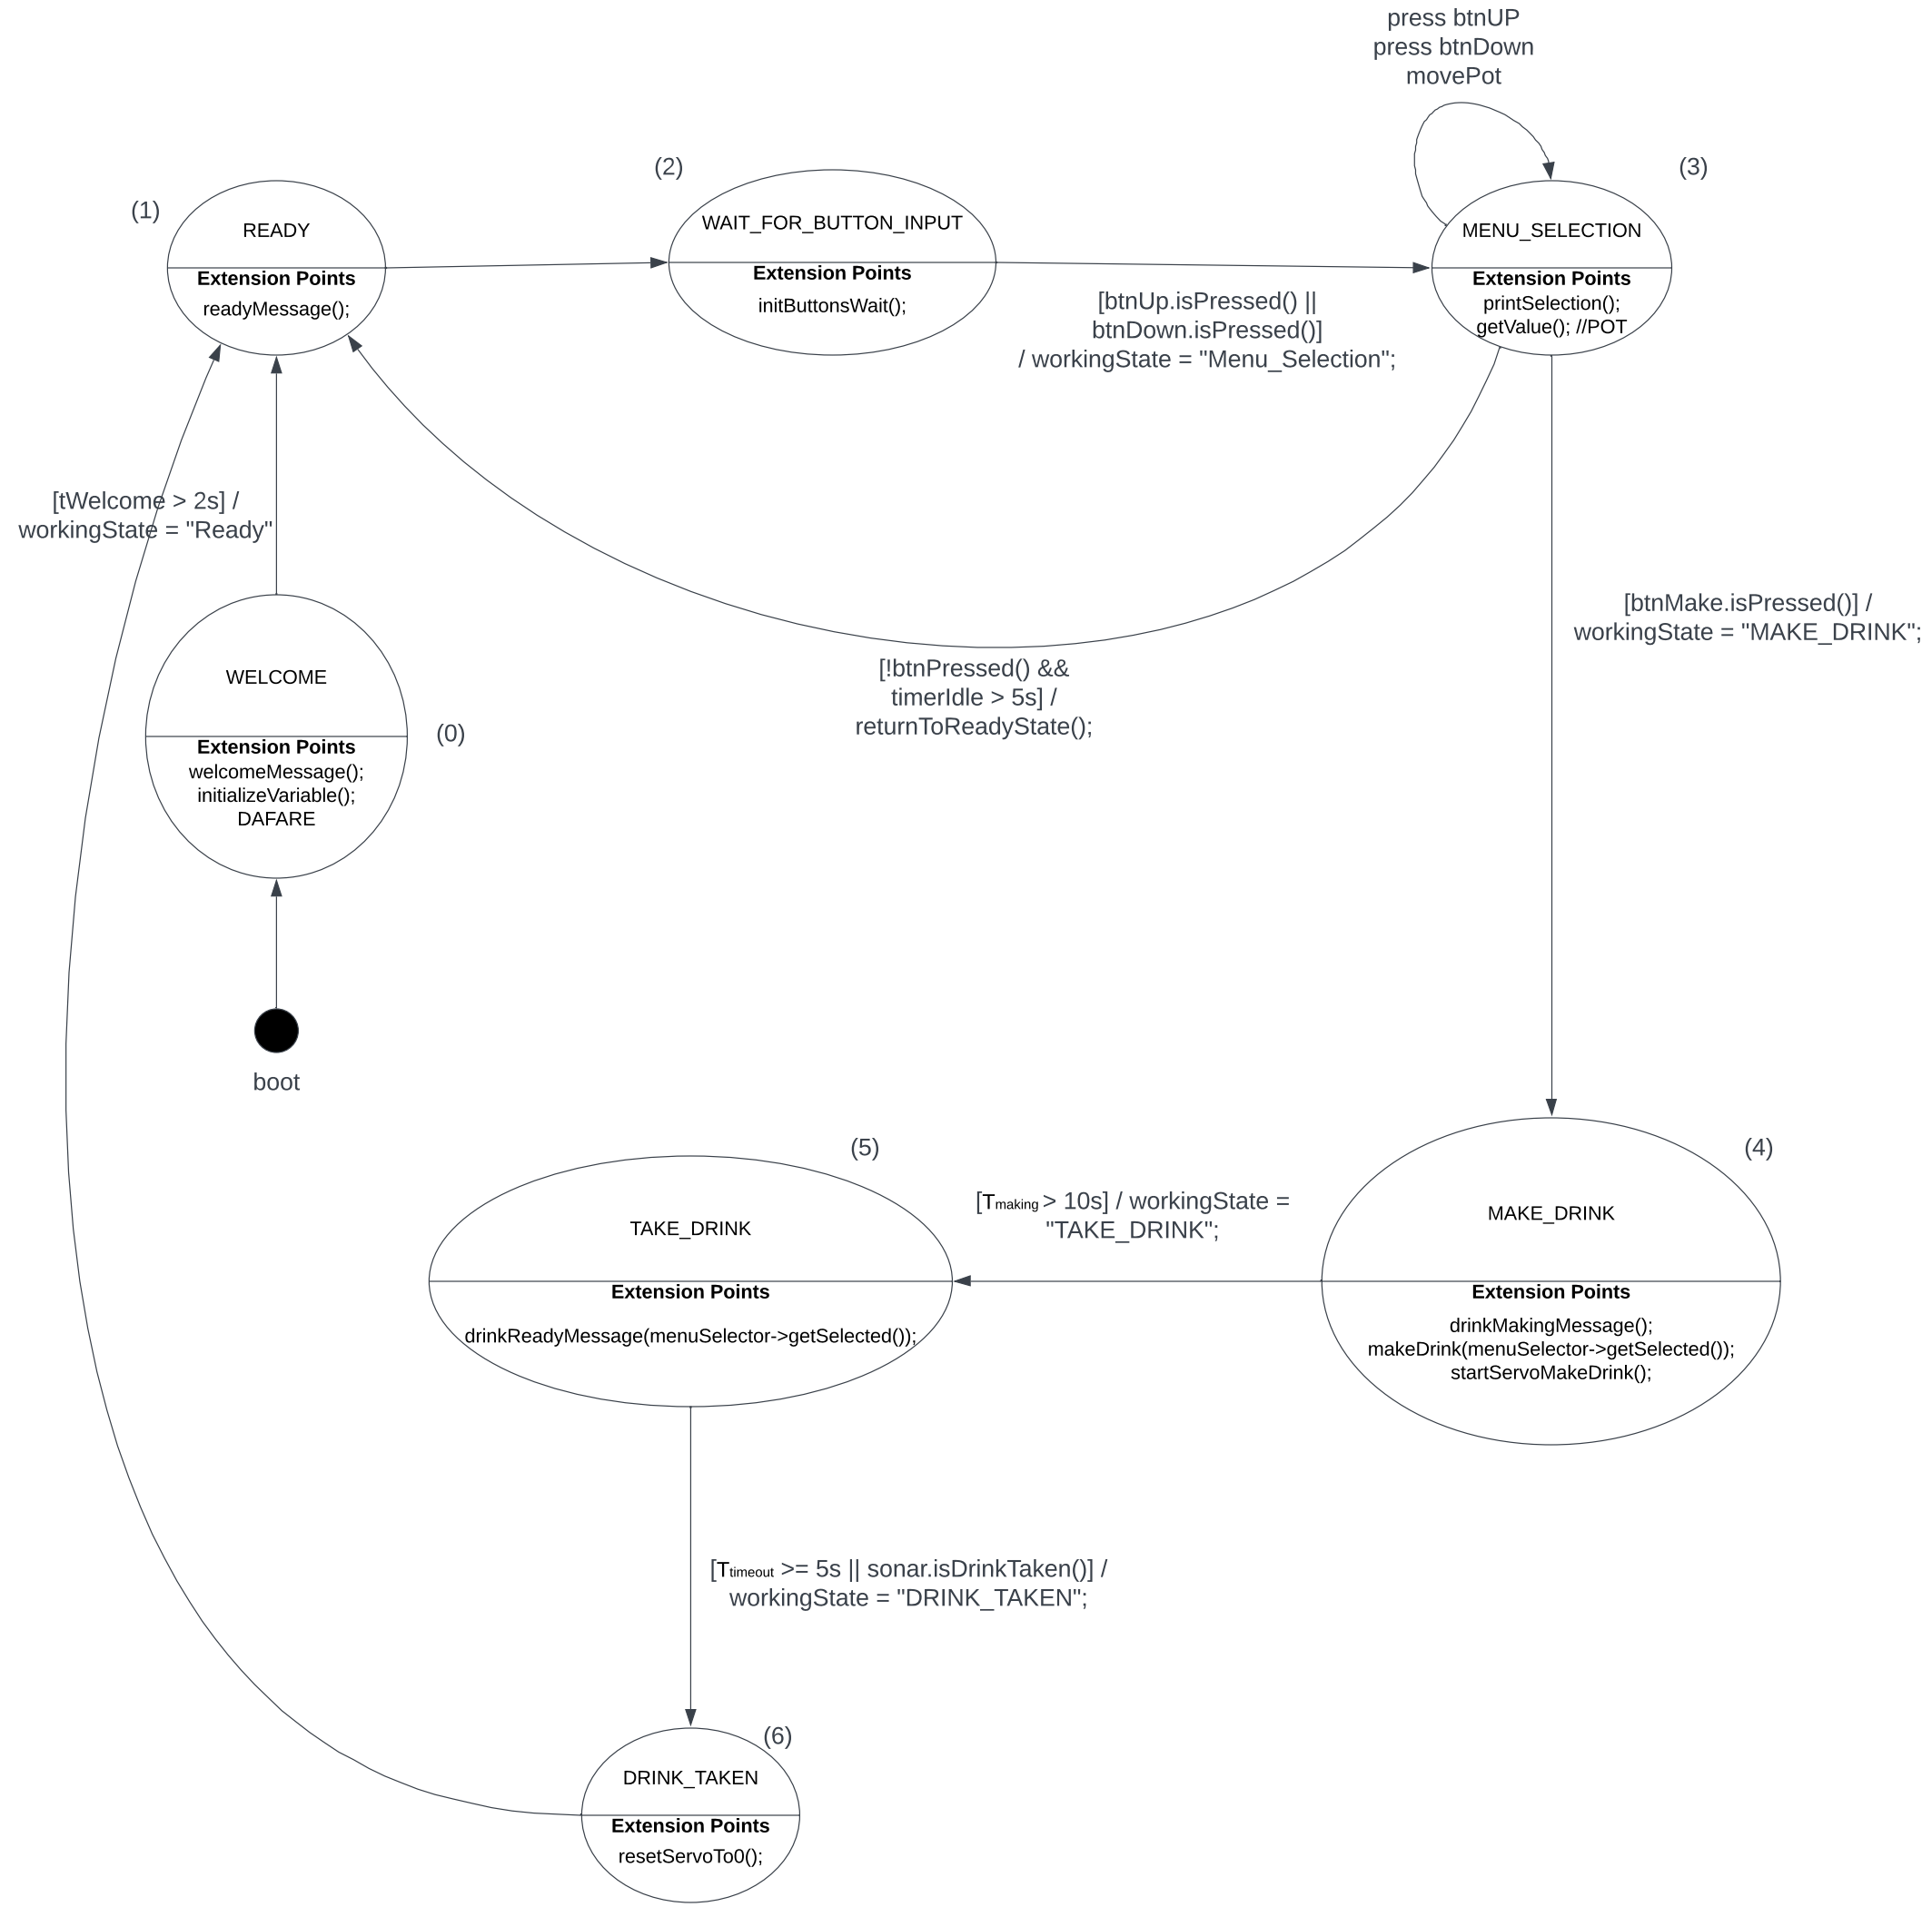 press btnUP
press btnDown
movePot
(1)
READY
Extension Points
readyMessage();
(2)
WAIT_FOR_BUTTON_INPUT
Extension Points
initButtonsWait();
[btnUp.isPressed() ||
btnDown.isPressed()]
/ workingState = "Menu_Selection";
(3)
MENU_SELECTION
Extension Points
printSelection();
getValue(); //POT
[tWelcome > 2s] /
workingState = "Ready"
[!btnPressed() &&
timerIdle > 5s] /
returnToReadyState();
[btnMake.isPressed()] /
workingState = "MAKE_DRINK";
WELCOME
Extension Points
welcomeMessage();
initializeVariable();
DAFARE
(0)
boot
(5)
TAKE_DRINK
Extension Points
drinkReadyMessage(menuSelector->getSelected());
[Tmaking > 10s] / workingState =
"TAKE_DRINK";
(4)
MAKE_DRINK
Extension Points
drinkMakingMessage();
makeDrink(menuSelector->getSelected());
startServoMakeDrink();
[Ttimeout >= 5s || sonar.isDrinkTaken()] /
workingState = "DRINK_TAKEN";
(6)
DRINK_TAKEN
Extension Points
resetServoTo0();